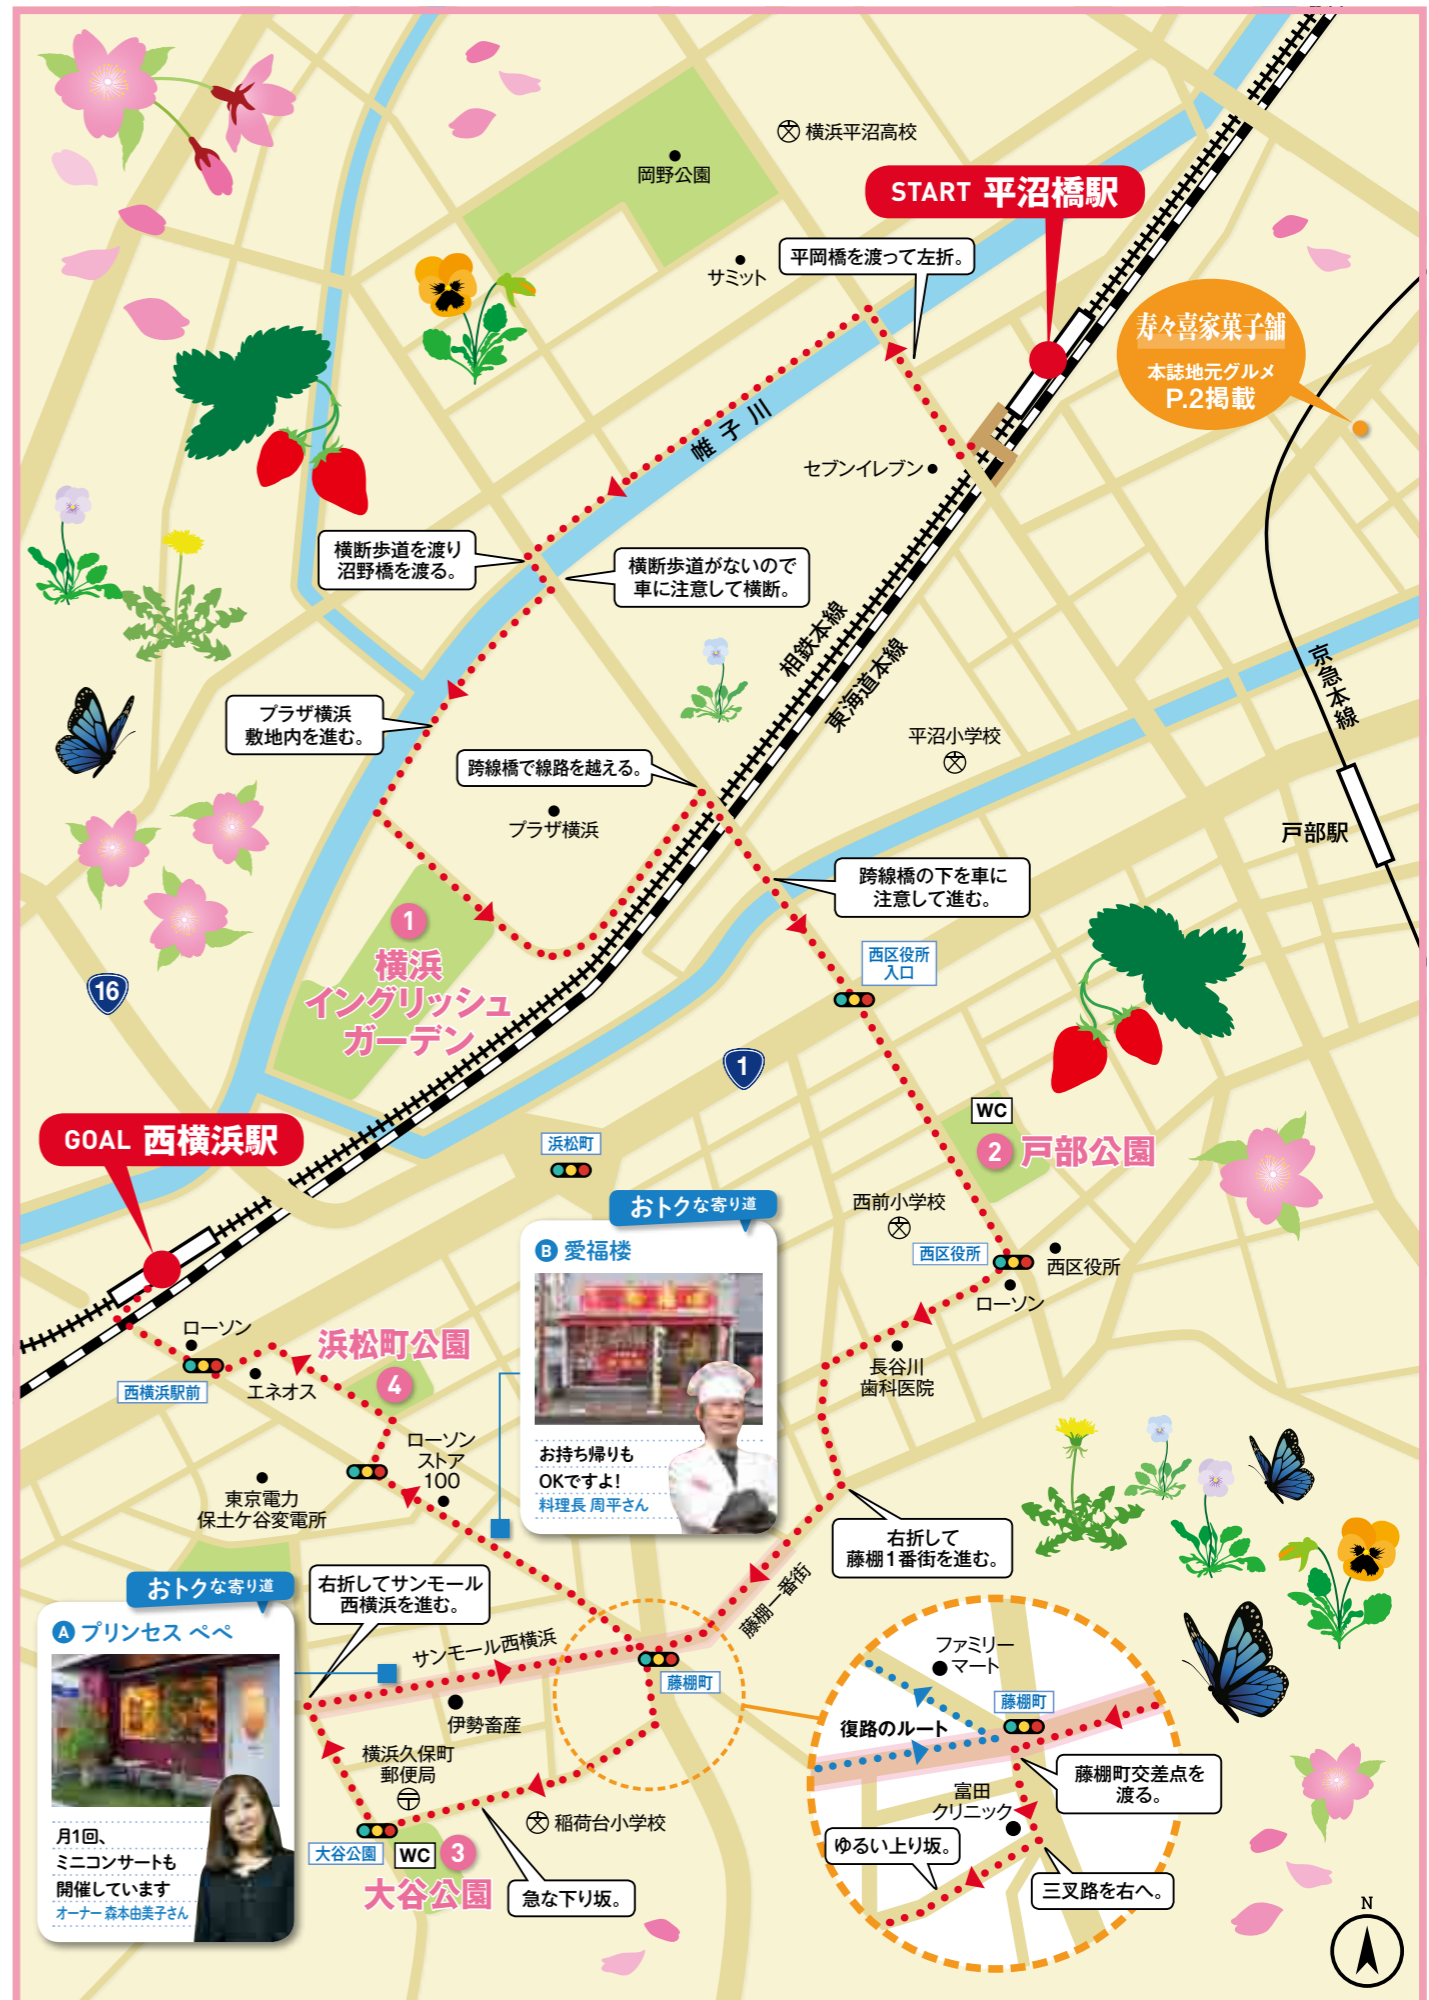 横浜平沼高校
岡野公園
START 平沼橋駅
平岡橋を渡って左折。
サミット
寿々喜家菓子舗
本誌地元グルメ
P.2掲載
帷子川
セブンイレブン
横断歩道を渡り
沼野橋を渡る。
横断歩道がないので
車に注意して横断。
相鉄本線
東海道本線
京急本線
プラザ横浜
敷地内を進む。
平沼小学校
跨線橋で線路を越える。
プラザ横浜
戸部駅
跨線橋の下を車に
注意して進む。
1
横浜
イングリッシュ
ガーデン
西区役所
入口
16
1
WC
2 戸部公園
GOAL 西横浜駅
浜松町
西前小学校
西区役所
西区役所
ローソン
おトクな寄り道
B 愛福楼
お持ち帰りも
OKですよ!
料理長 周平さん
ローソン
西横浜駅前
エネオス
浜松町公園
4
長谷川
歯科医院
ローソン
ストア
100
東京電力
保土ケ谷変電所
右折して
藤棚1番街を進む。
藤棚一番街
右折してサンモール
西横浜を進む。
おトクな寄り道
A プリンセス ペペ
月1回、
ミニコンサートも
開催しています
オーナー 森本由美子さん
サンモール西横浜
藤棚町
伊勢畜産
横浜久保町
郵便局
稲荷台小学校
大谷公園
WC
3
大谷公園
急な下り坂。
ファミリー
マート
藤棚町
復路のルート
藤棚町交差点を
渡る。
富田
クリニック
ゆるい上り坂。
三叉路を右へ。
N